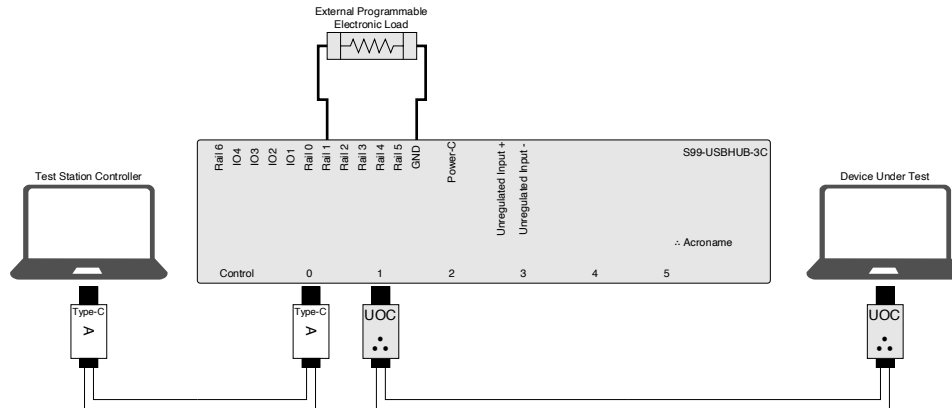 External Programmable
Electronic Load
Rail 6
IO4
IO3
IO2
IO1
Rail 0
Rail 1
Rail 2
Rail 3
Rail 4
Rail 5
GND
Power-C
Unregulated Input +
Unregulated Input -
S99-USBHUB-3C
Test Station Controller
Device Under Test
Acroname
Control 0 1 2 3 4 5
Type-C
A
Type-C
A
UOC
UOC